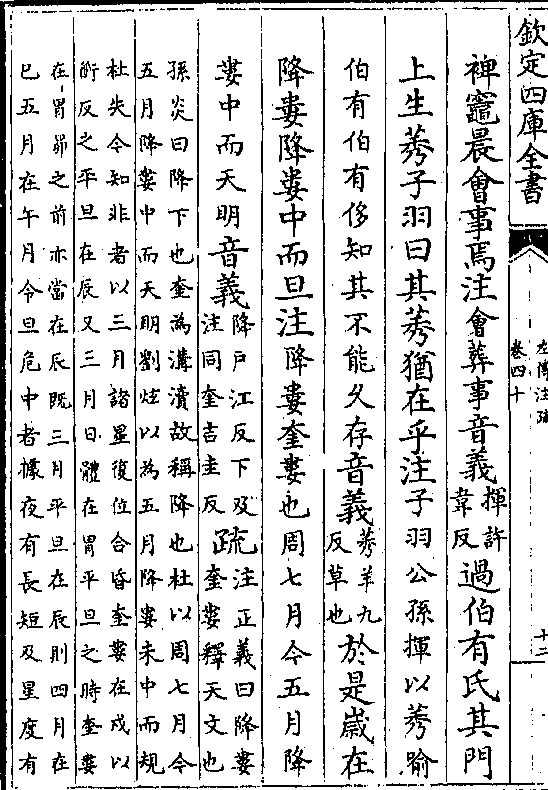 欽定四庫全書
左傳注疏
卷四十
十二
裨竈晨會事焉注會葬事音義揮許韋反過伯有氏其門
上生莠子羽曰其莠猶在乎注子羽公孫揮以莠喻
伯有伯有侈知其不能久存音義莠羊九反草也於是歲在
降婁降婁中而旦注降婁奎婁也周七月今五月降
婁中而天明音義降戶江反下及注同奎吉圭反疏注正義曰降婁奎婁釋天文也
孫炎曰降下也奎為溝瀆故稱降也杜以周七月今
五月降婁中而天明劉炫以為五月降婁未中而規
杜失今知非者以三月諸星復位合昏奎婁在戌以
衝反之平旦在辰又三月日體在胃平旦之時奎婁
在胃昴之前亦當在辰既三月平旦在辰則四月在
巳五月在午月令旦危中者據夜有長短及星度有